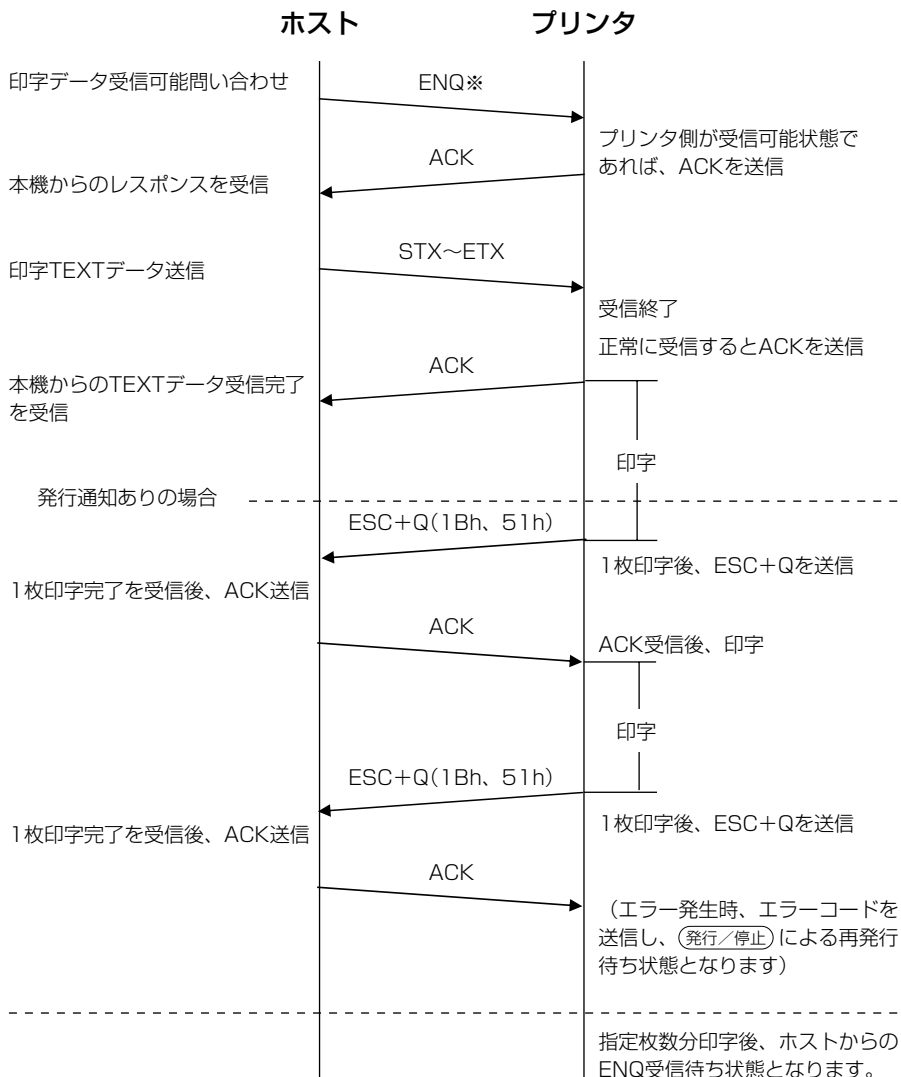 ホスト
プリンタ
印字データ受信可能問い合わせ
ENQ※
プリンタ側が受信可能状態で
あれば、ACKを送信
ACK
本機からのレスポンスを受信
STX～ETX
印字TEXTデータ送信
受信終了
正常に受信するとACKを送信
ACK
本機からのTEXTデータ受信完了
を受信
印字
発行通知ありの場合
ESC+Q(1Bh、51h)
1枚印字後、ESC+Qを送信
1枚印字完了を受信後、ACK送信
ACK
ACK受信後、印字
印字
ESC+Q(1Bh、51h)
1枚印字後、ESC+Qを送信
1枚印字完了を受信後、ACK送信
ACK
（エラー発生時、エラーコードを
送信し、発行／停止による再発行
待ち状態となります）
指定枚数分印字後、ホストからの
ENQ受信待ち状態となります。